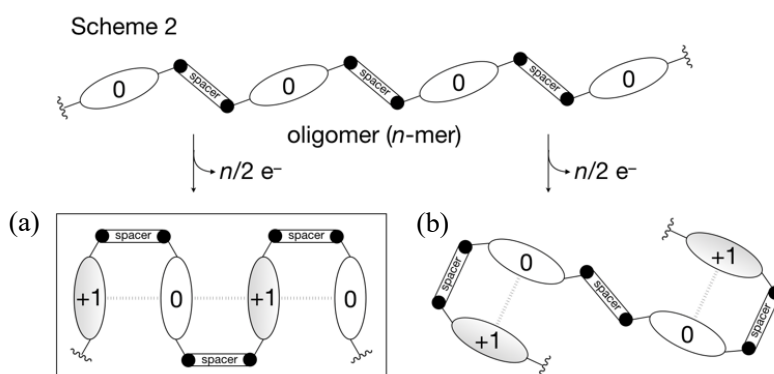 Scheme 2
0
spacer
0
spacer
0
spacer
0
oligomer (n-mer)
n/2 e⁻
n/2 e⁻
(a)
spacer
spacer
+1
0
+1
0
spacer
(b)
spacer
0
+1
spacer
+1
0
spacer